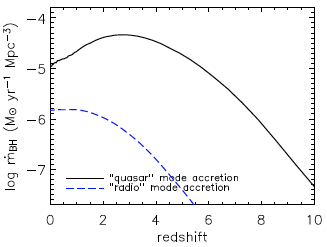 −4
−5
−6
−7
log ṁBH (M⊙ yr⁻¹ Mpc⁻³)
"quasar" mode accretion
"radio" mode accretion
0 2 4 6 8 10
redshift